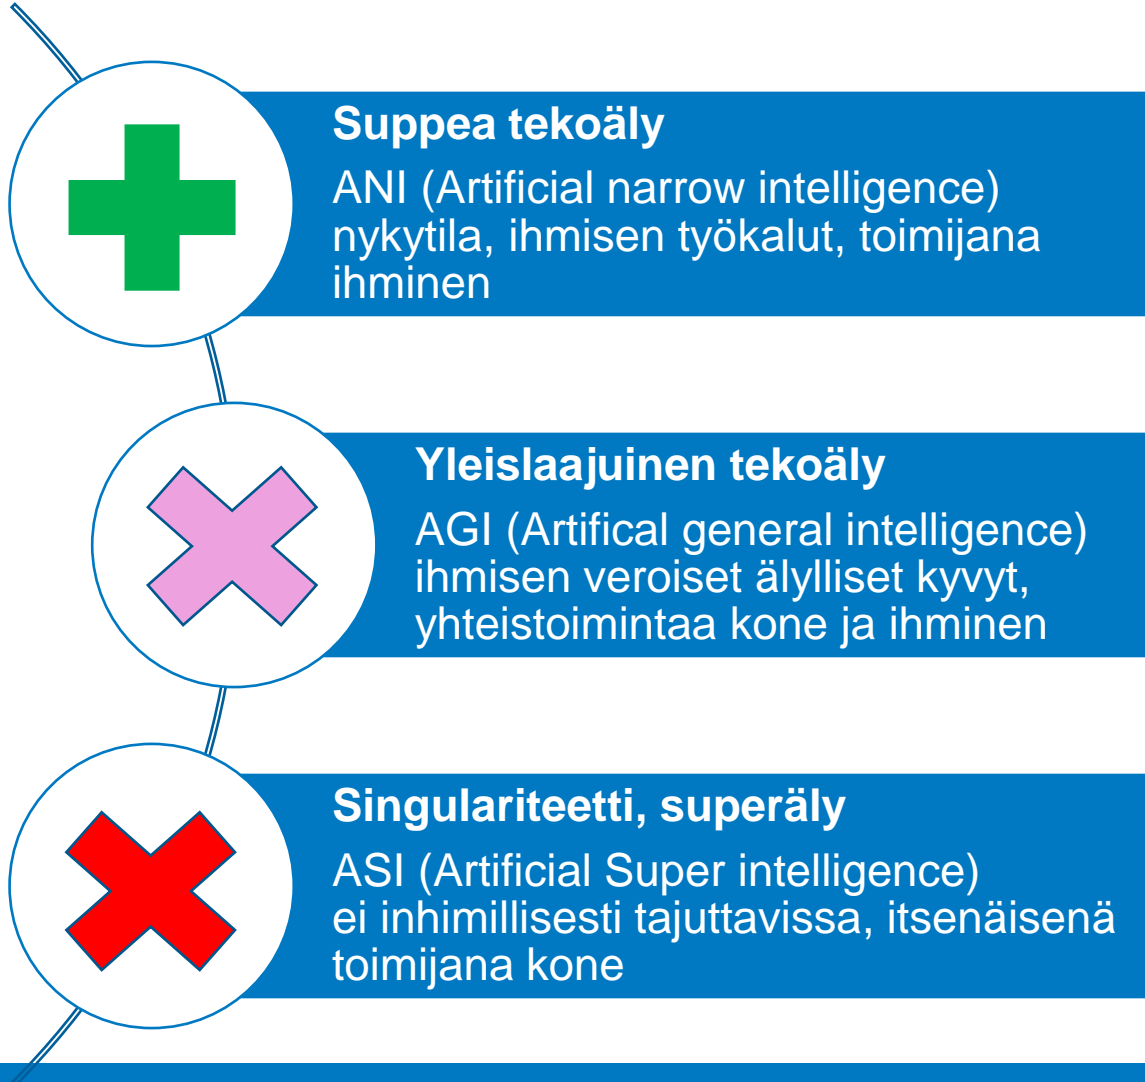 Suppea tekoäly
ANI (Artificial narrow intelligence)
nykytila, ihmisen työkalut, toimijana
ihminen
Yleislaajuinen tekoäly
AGI (Artifical general intelligence)
ihmisen veroiset älylliset kyvyt,
yhteistoimintaa kone ja ihminen
Singulariteetti, superäly
ASI (Artificial Super intelligence)
ei inhimillisesti tajuttavissa, itsenäisenä
toimijana kone